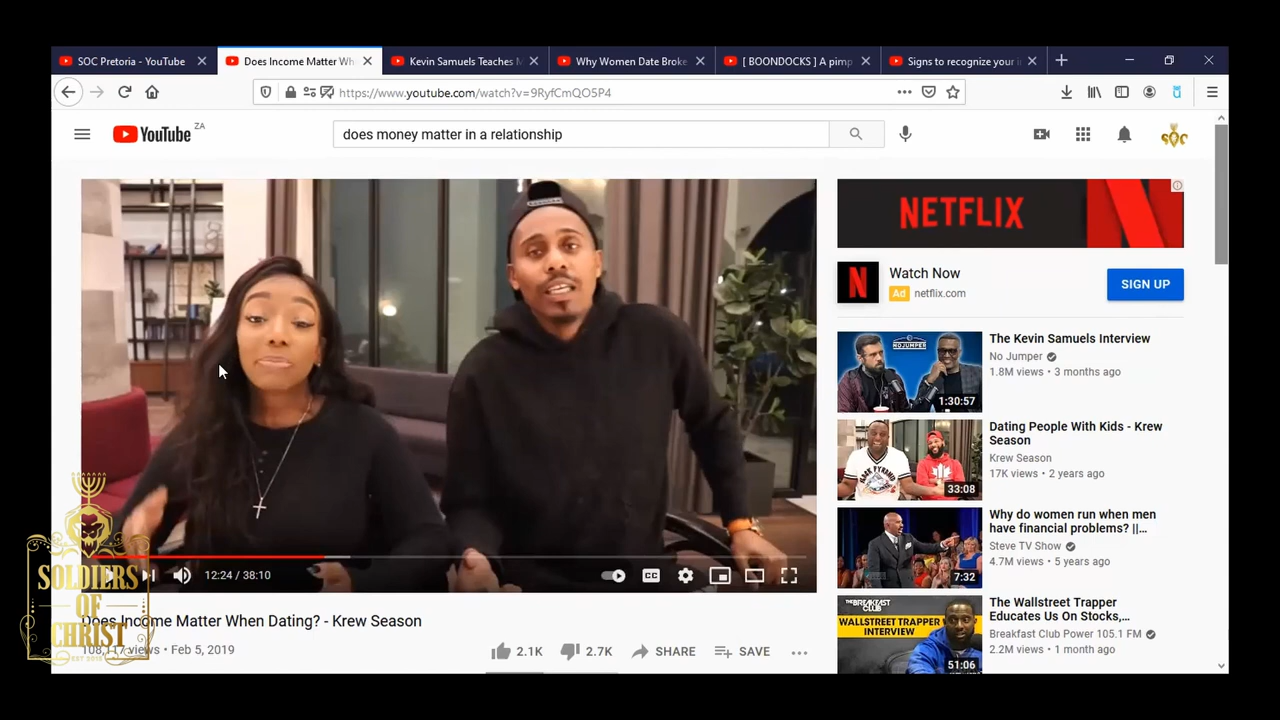 SOC Pretoria - YouTube
Does Income Matter Wh
Kevin Samuels Teaches M
Why Women Date Broke
[ BOONDOCKS ] A pimp
Signs to recognize your i
https://www.youtube.com/watch?v=9RyfCmQO5P4
YouTube ZA
does money matter in a relationship
SOC
NETFLIX
Watch Now
Ad netflix.com
SIGN UP
NO JUMPER
1:30:57
The Kevin Samuels Interview
No Jumper
1.8M views • 3 months ago
33:08
Dating People With Kids - Krew
Season
Krew Season
17K views • 2 years ago
7:32
Why do women run when men
have financial problems? ||...
Steve TV Show
4.7M views • 5 years ago
THE BREAKFAST
CLUB
WALLSTREET TRAPPER
INTERVIEW
51:06
The Wallstreet Trapper
Educates Us On Stocks,...
Breakfast Club Power 105.1 FM
2.2M views • 1 month ago
12:24 / 38:10
CC
Does Income Matter When Dating? - Krew Season
108,117 views • Feb 5, 2019
2.1K
2.7K
SHARE
SAVE
SOLDIERS
OF
CHRIST